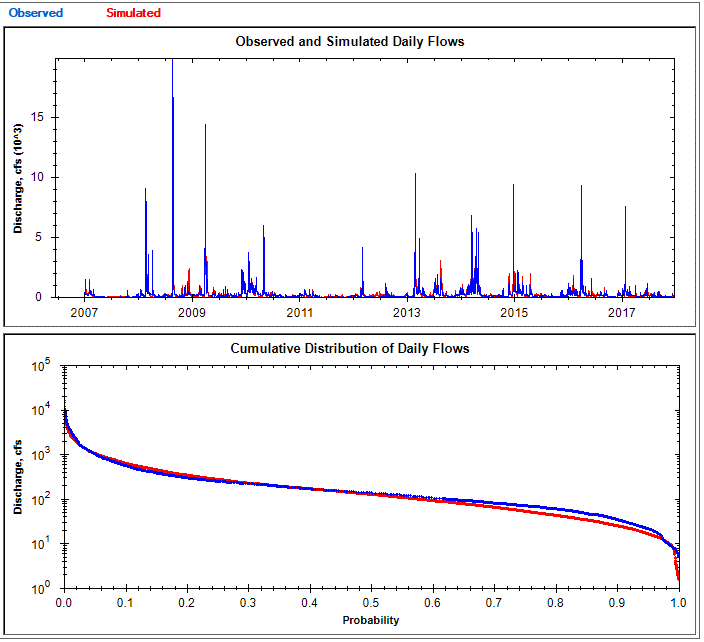 Observed Simulated
Observed and Simulated Daily Flows
Discharge, cfs (10^3)
15
10
5
0
2007 2009 2011 2013 2015 2017
Cumulative Distribution of Daily Flows
Discharge, cfs
10^5
10^4
10^3
10^2
10^1
10^0
0.0 0.1 0.2 0.3 0.4 0.5 0.6 0.7 0.8 0.9 1.0
Probability